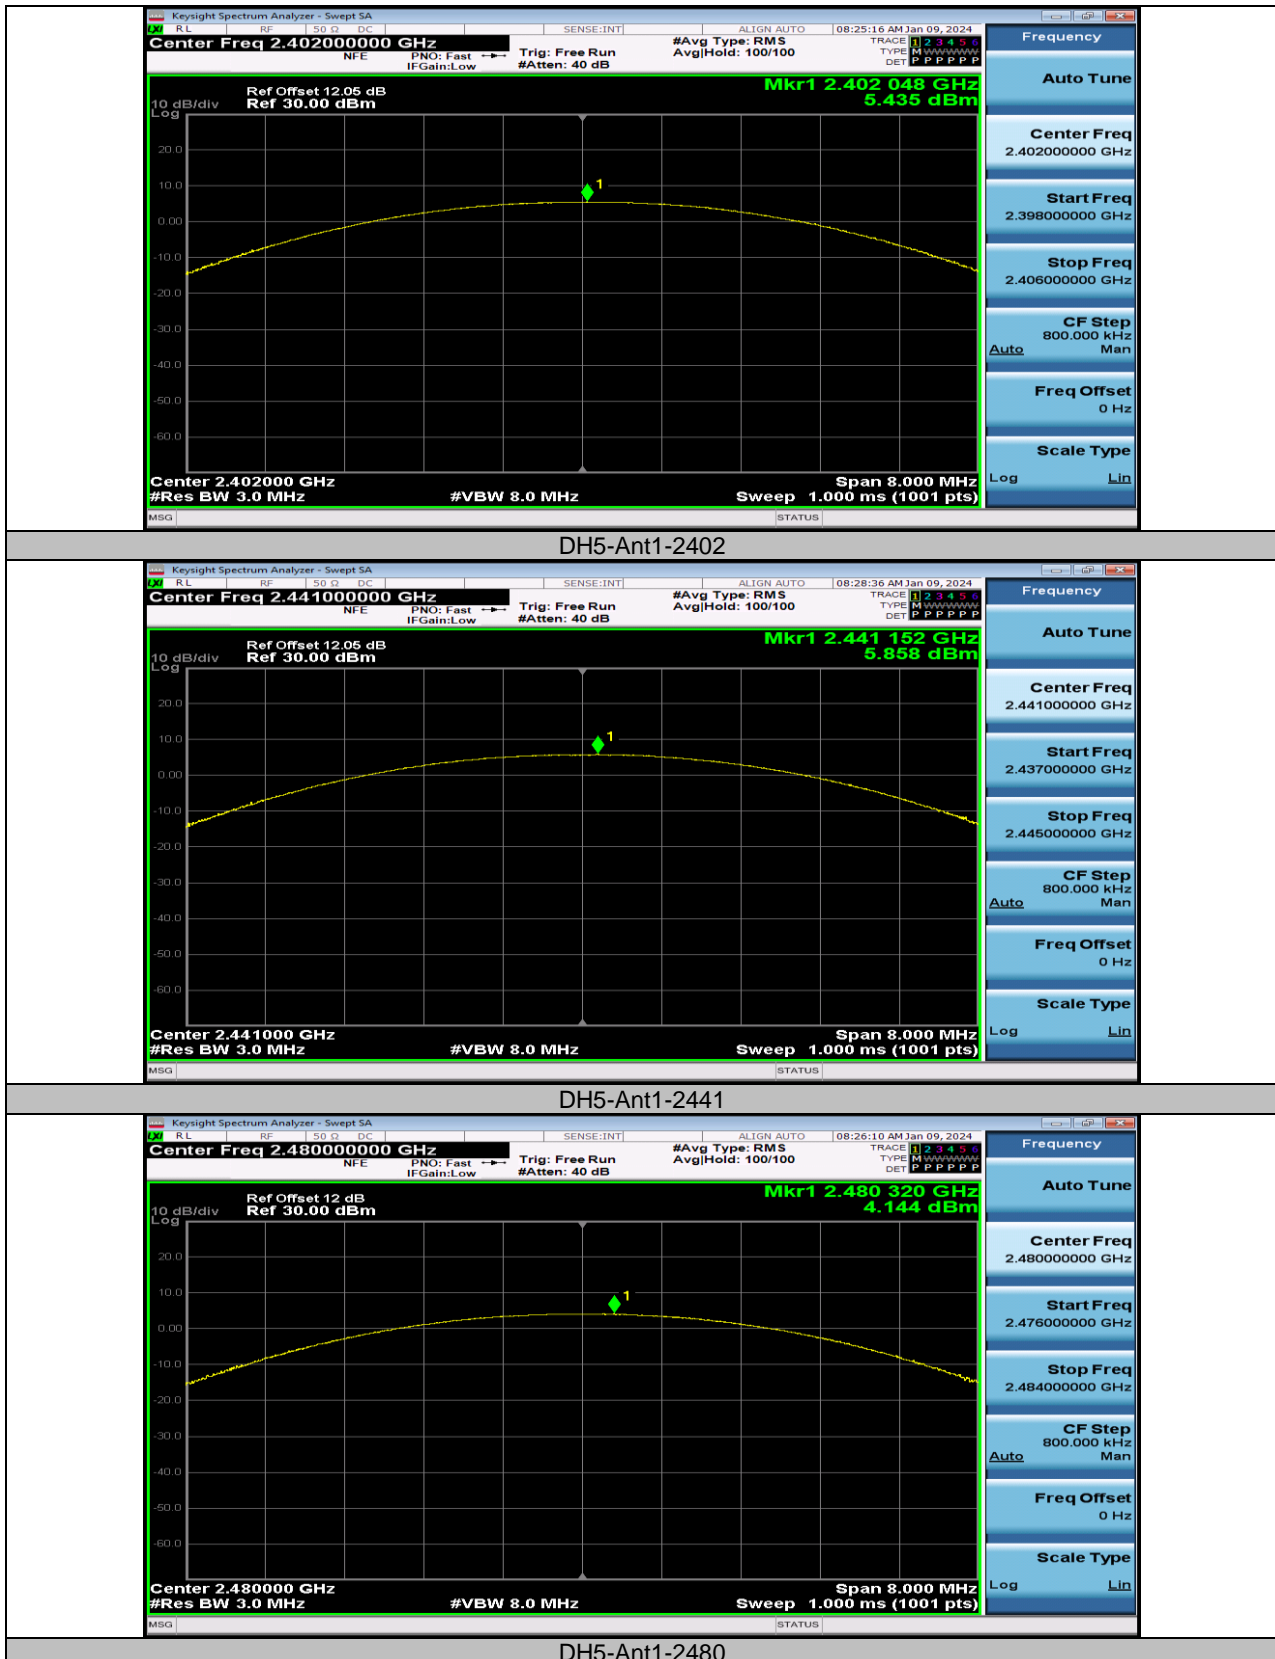 Keysight Spectrum Analyzer - Swept SA
LXI RL RF 50 Ω DC SENSE:INT ALIGN AUTO 08:25:16 AM Jan 09, 2024
Center Freq 2.402000000 GHz #Avg Type: RMS TRACE 1 2 3 4 5 6
NFE PNO: Fast Trig: Free Run Avg|Hold: 100/100 TYPE M WWWWW
IFGain:Low #Atten: 40 dB DET P P P P P P
Frequency
Mkr1 2.402 048 GHz
5.435 dBm
Ref Offset 12.05 dB
10 dB/div Ref 30.00 dBm
Log
20.0
10.0
1
0.00
-10.0
-20.0
-30.0
-40.0
-50.0
-60.0
Center 2.402000 GHz Span 8.000 MHz
#Res BW 3.0 MHz #VBW 8.0 MHz Sweep 1.000 ms (1001 pts)
MSG STATUS
Auto Tune
Center Freq
2.402000000 GHz
Start Freq
2.398000000 GHz
Stop Freq
2.406000000 GHz
CF Step
800.000 kHz
Auto Man
Freq Offset
0 Hz
Scale Type
Log Lin
DH5-Ant1-2402
Keysight Spectrum Analyzer - Swept SA
LXI RL RF 50 Ω DC SENSE:INT ALIGN AUTO 08:28:36 AM Jan 09, 2024
Center Freq 2.441000000 GHz #Avg Type: RMS TRACE 1 2 3 4 5 6
NFE PNO: Fast Trig: Free Run Avg|Hold: 100/100 TYPE M WWWWW
IFGain:Low #Atten: 40 dB DET P P P P P P
Frequency
Mkr1 2.441 152 GHz
5.858 dBm
Ref Offset 12.05 dB
10 dB/div Ref 30.00 dBm
Log
20.0
10.0
1
0.00
-10.0
-20.0
-30.0
-40.0
-50.0
-60.0
Center 2.441000 GHz Span 8.000 MHz
#Res BW 3.0 MHz #VBW 8.0 MHz Sweep 1.000 ms (1001 pts)
MSG STATUS
Auto Tune
Center Freq
2.441000000 GHz
Start Freq
2.437000000 GHz
Stop Freq
2.445000000 GHz
CF Step
800.000 kHz
Auto Man
Freq Offset
0 Hz
Scale Type
Log Lin
DH5-Ant1-2441
Keysight Spectrum Analyzer - Swept SA
LXI RL RF 50 Ω DC SENSE:INT ALIGN AUTO 08:26:10 AM Jan 09, 2024
Center Freq 2.480000000 GHz #Avg Type: RMS TRACE 1 2 3 4 5 6
NFE PNO: Fast Trig: Free Run Avg|Hold: 100/100 TYPE M WWWWW
IFGain:Low #Atten: 40 dB DET P P P P P P
Frequency
Mkr1 2.480 320 GHz
4.144 dBm
Ref Offset 12 dB
10 dB/div Ref 30.00 dBm
Log
20.0
10.0
1
0.00
-10.0
-20.0
-30.0
-40.0
-50.0
-60.0
Center 2.480000 GHz Span 8.000 MHz
#Res BW 3.0 MHz #VBW 8.0 MHz Sweep 1.000 ms (1001 pts)
MSG STATUS
Auto Tune
Center Freq
2.480000000 GHz
Start Freq
2.476000000 GHz
Stop Freq
2.484000000 GHz
CF Step
800.000 kHz
Auto Man
Freq Offset
0 Hz
Scale Type
Log Lin
DH5-Ant1-2480